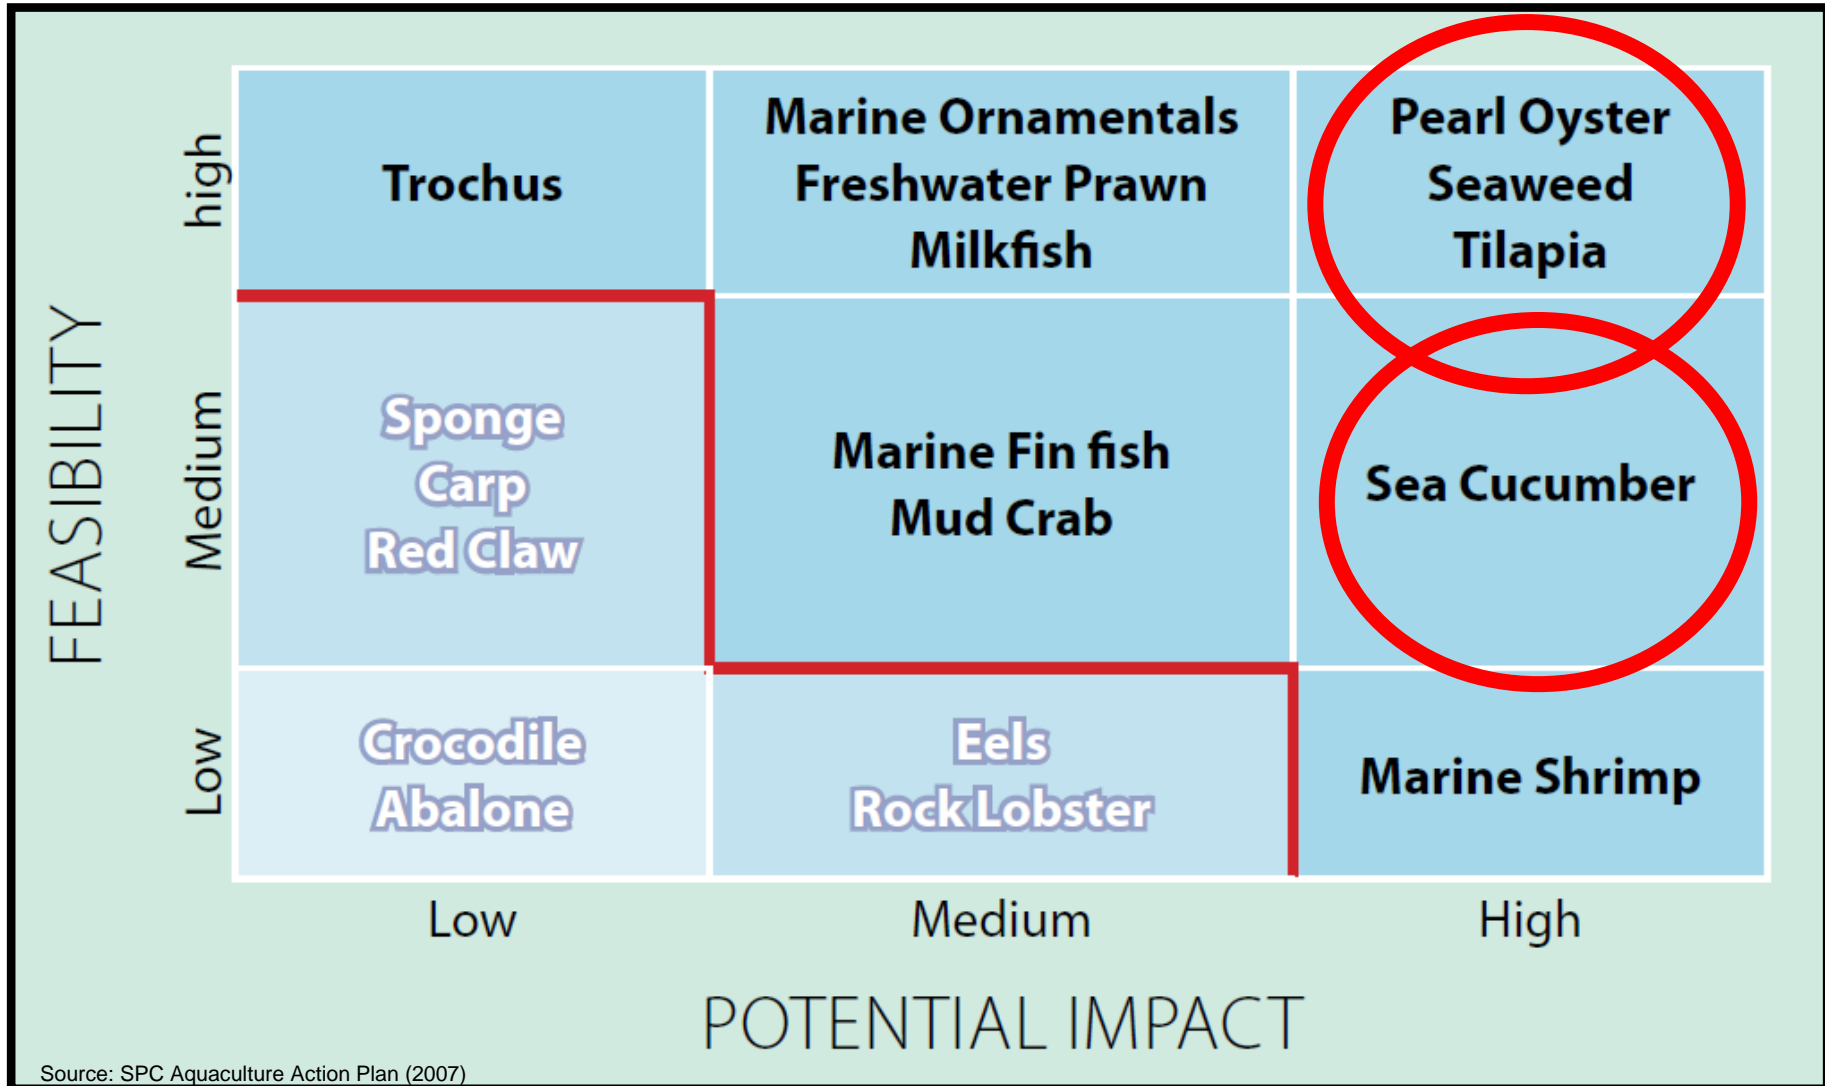 FEASIBILITY
high
Trochus
Marine Ornamentals
Freshwater Prawn
Milkfish
Pearl Oyster
Seaweed
Tilapia
Medium
Sponge
Carp
Red Claw
Marine Fin fish
Mud Crab
Sea Cucumber
Low
Crocodile
Abalone
Eels
Rock Lobster
Marine Shrimp
Low
Medium
High
POTENTIAL IMPACT
Source: SPC Aquaculture Action Plan (2007)